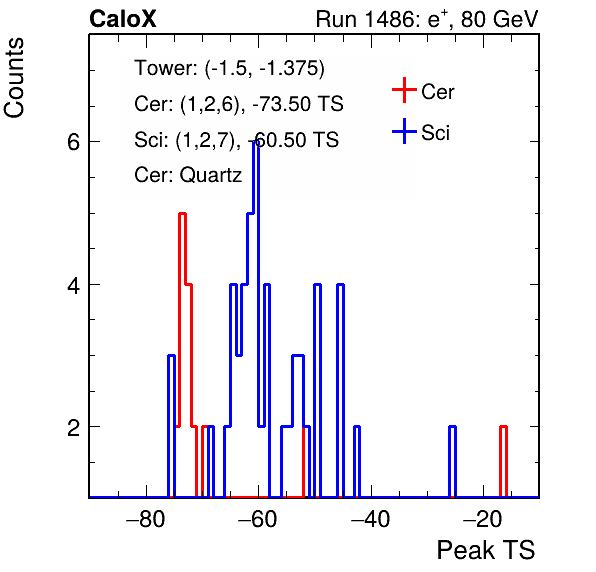 CaloX Run 1486: e+, 80 GeV
Counts
Tower: (-1.5, -1.375)
Cer: (1,2,6), -73.50 TS
Sci: (1,2,7), -60.50 TS
Cer: Quartz
Cer
Sci
6
4
2
−80 −60 −40 −20
Peak TS